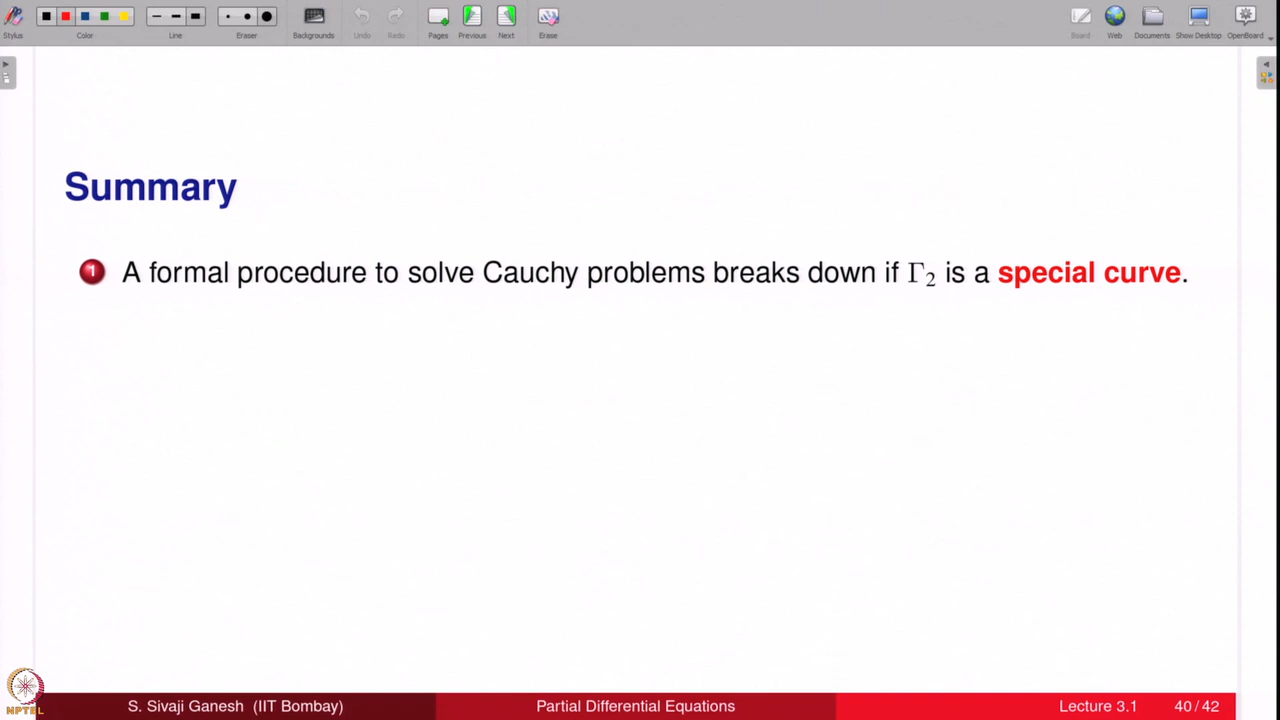 Stylus Color Line Eraser Backgrounds Undo Redo Pages Previous Next Erase Board Web Documents Show Desktop OpenBoard
Summary
1 A formal procedure to solve Cauchy problems breaks down if Γ₂ is a special curve.
NPTEL
S. Sivaji Ganesh (IIT Bombay) Partial Differential Equations Lecture 3.1 40 / 42